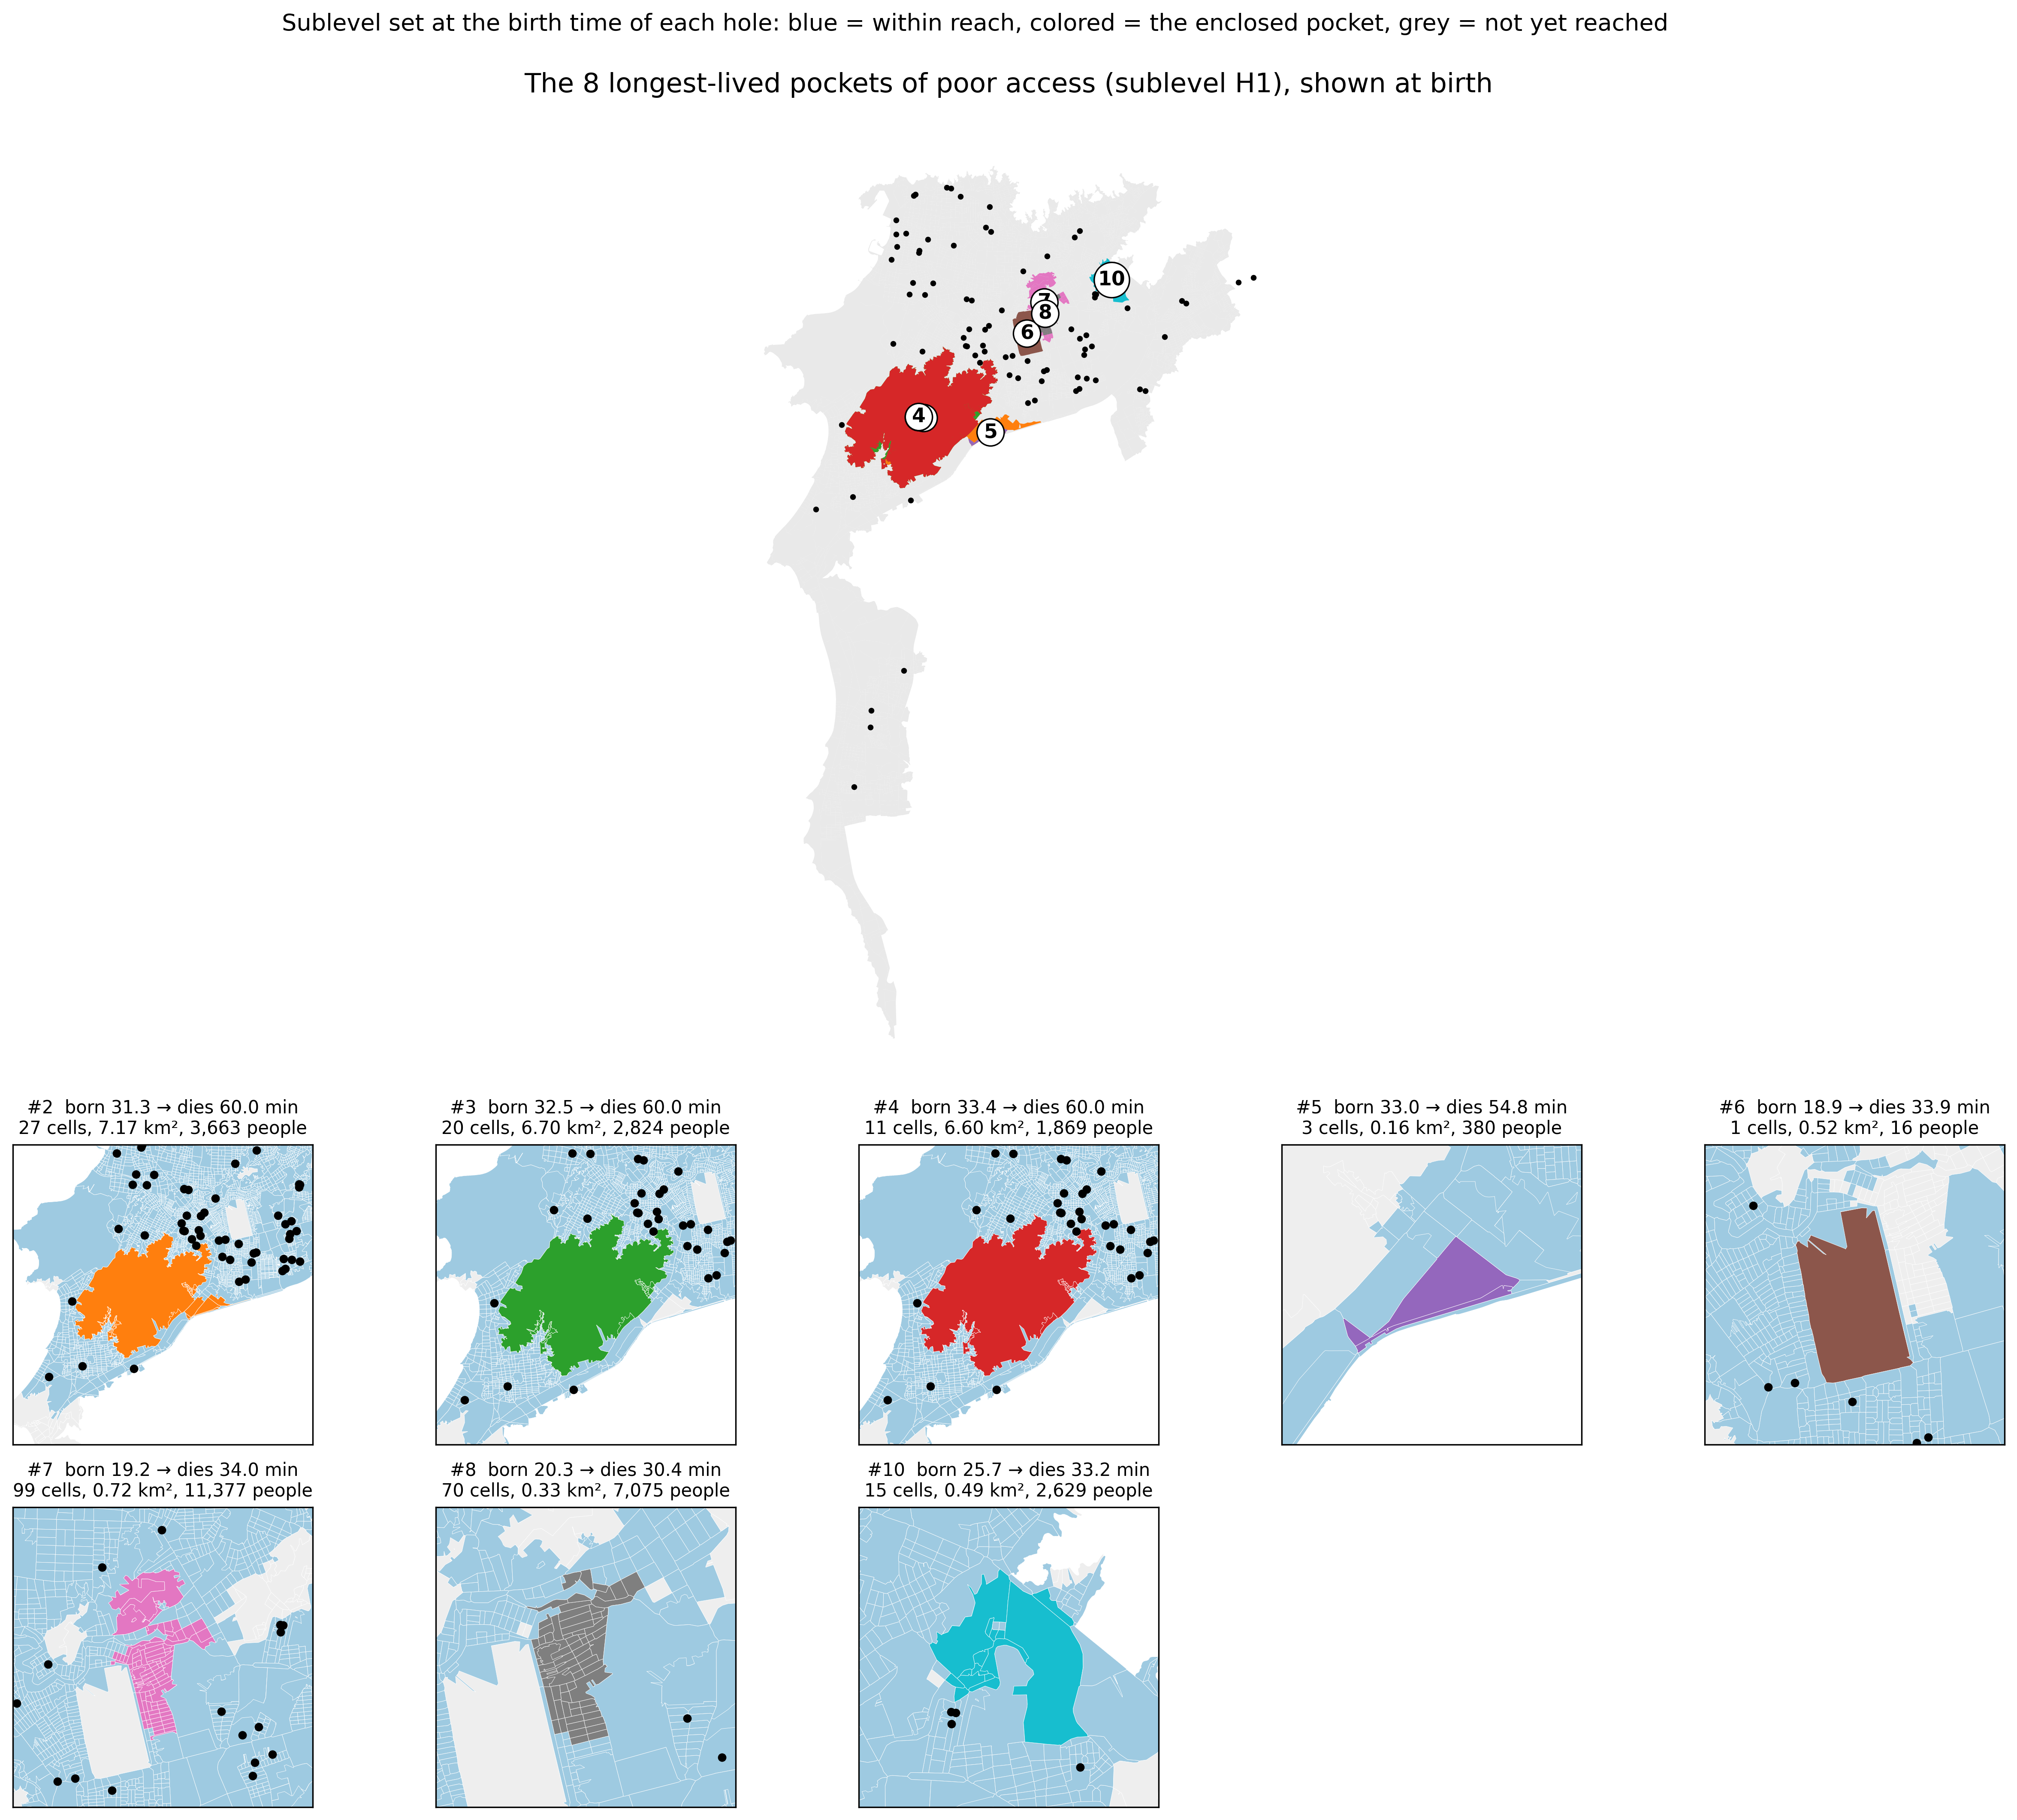 Sublevel set at the birth time of each hole: blue = within reach, colored = the enclosed pocket, grey = not yet reached
The 8 longest-lived pockets of poor access (sublevel H1), shown at birth
10
7
8
6
4
5
#2 born 31.3 → dies 60.0 min
27 cells, 7.17 km², 3,663 people
#3 born 32.5 → dies 60.0 min
20 cells, 6.70 km², 2,824 people
#4 born 33.4 → dies 60.0 min
11 cells, 6.60 km², 1,869 people
#5 born 33.0 → dies 54.8 min
3 cells, 0.16 km², 380 people
#6 born 18.9 → dies 33.9 min
1 cells, 0.52 km², 16 people
#7 born 19.2 → dies 34.0 min
99 cells, 0.72 km², 11,377 people
#8 born 20.3 → dies 30.4 min
70 cells, 0.33 km², 7,075 people
#10 born 25.7 → dies 33.2 min
15 cells, 0.49 km², 2,629 people